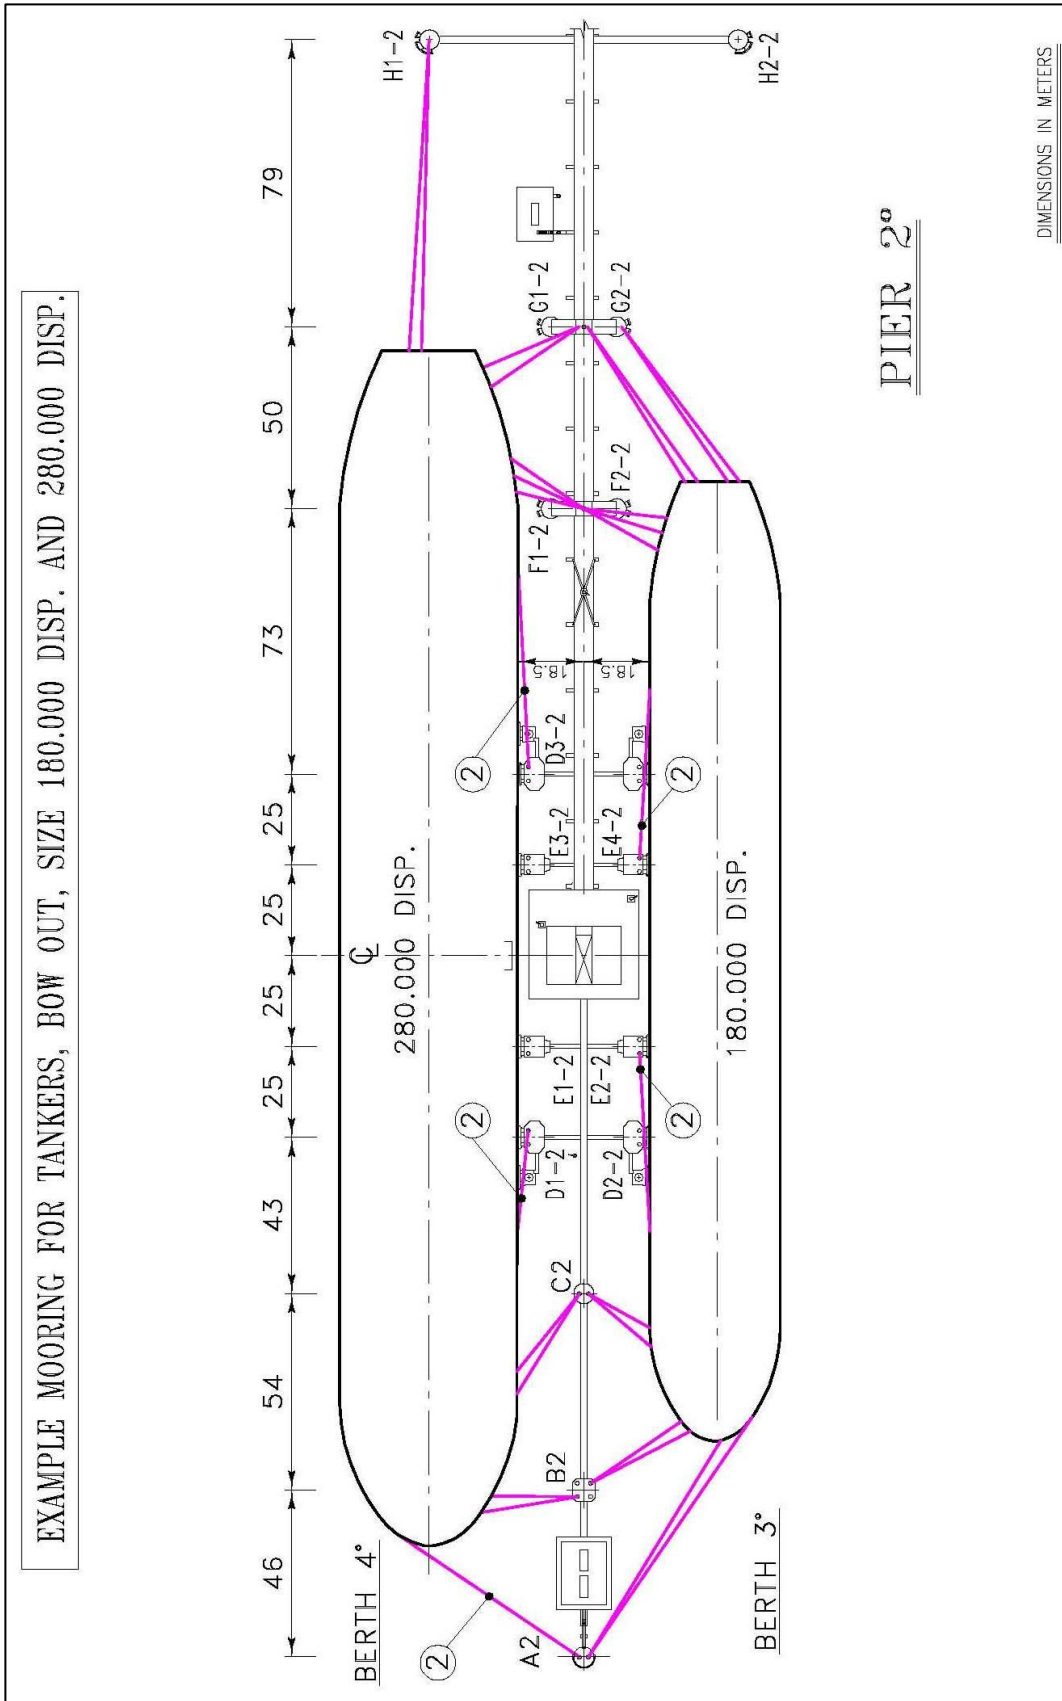 EXAMPLE MOORING FOR TANKERS, BOW OUT, SIZE 180.000 DISP. AND 280.000 DISP.
46
54
43
25
25
25
25
73
50
79
BERTH 4°
2
2
2
℄
280.000 DISP.
H1-2
A2
B2
C2
D1-2
E1-2
E3-2
D3-2
F1-2
G1-2
18.5
18.5
D2-2
E2-2
E4-2
F2-2
G2-2
H2-2
2
2
180.000 DISP.
BERTH 3°
PIER 2°
DIMENSIONS IN METERS